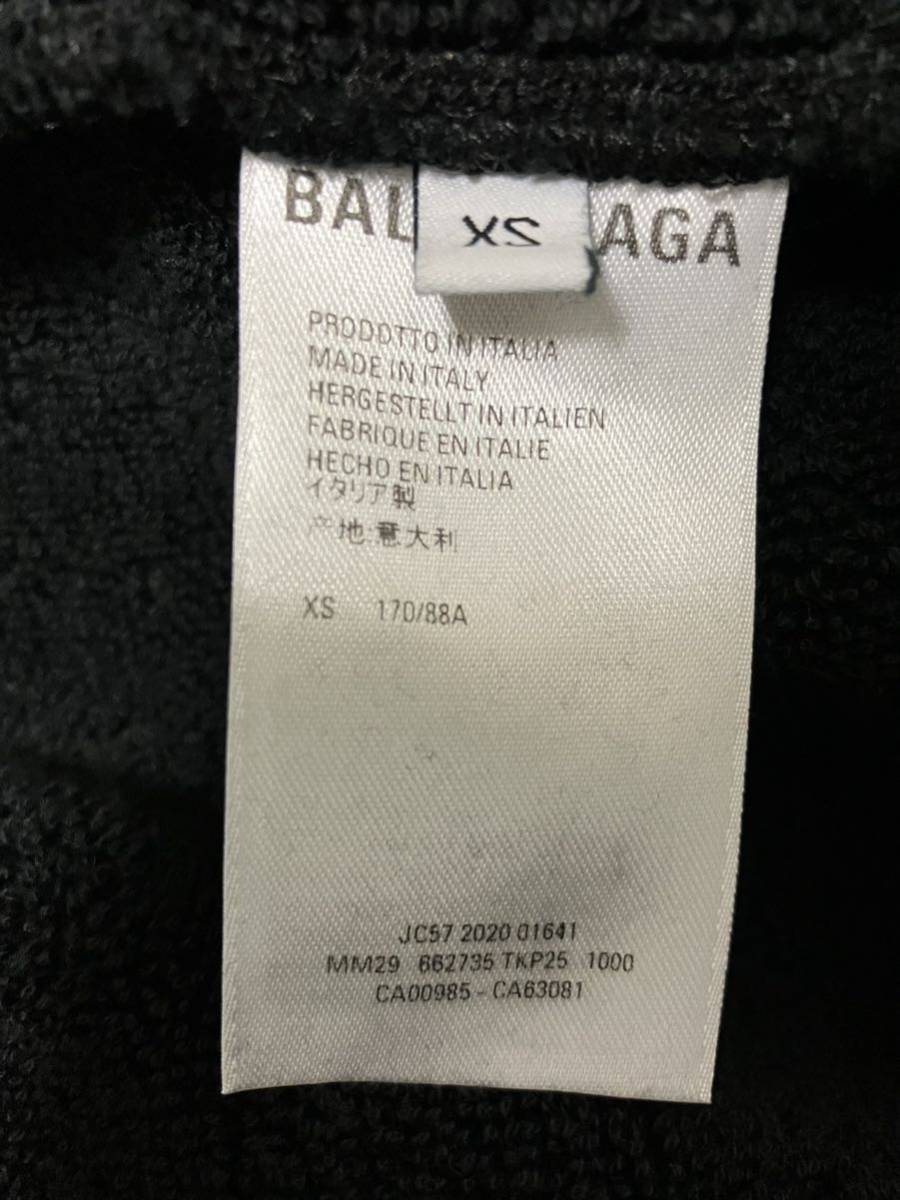 BAL AGA
XS
PRODOTTO IN ITALIA
MADE IN ITALY
HERGESTELLT IN ITALIEN
FABRIQUE EN ITALIE
HECHO EN ITALIA
イタリア製
产地:意大利
XS 170/88A
JC57 2020 01641
MM29 662735 TKP25 1000
CA00985 - CA63081